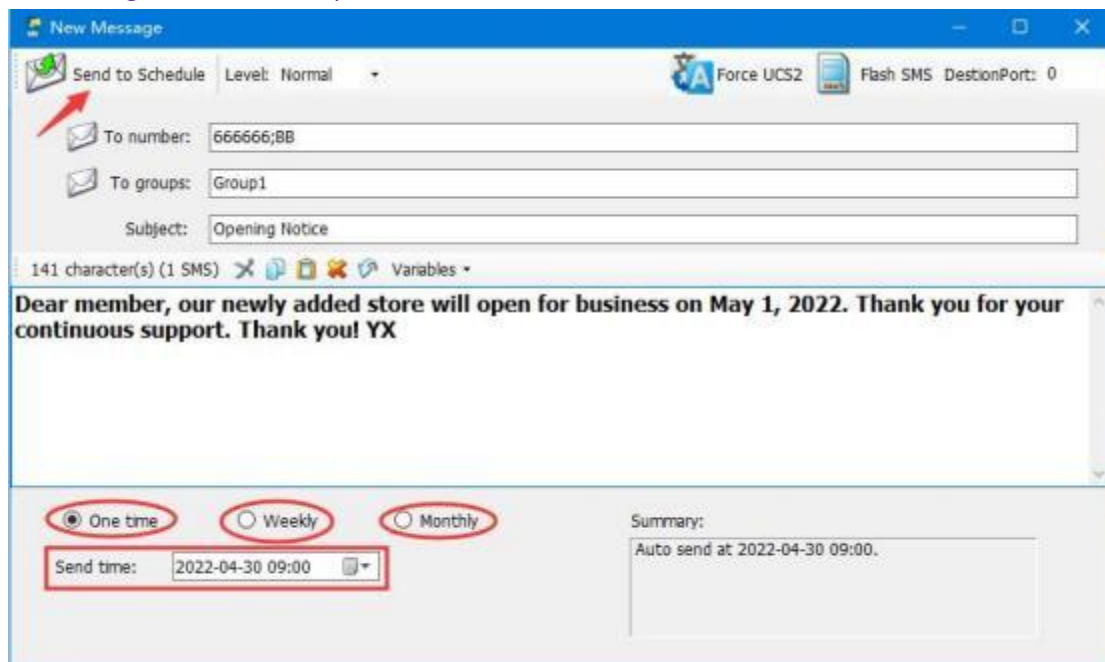 New Message
Send to Schedule Level: Normal Force UCS2 Flash SMS DestionPort: 0
To number: 666666;BB
To groups: Group1
Subject: Opening Notice
141 character(s) (1 SMS) Variables
Dear member, our newly added store will open for business on May 1, 2022. Thank you for your
continuous support. Thank you! YX
One time Weekly Monthly Summary:
Send time: 2022-04-30 09:00 Auto send at 2022-04-30 09:00.